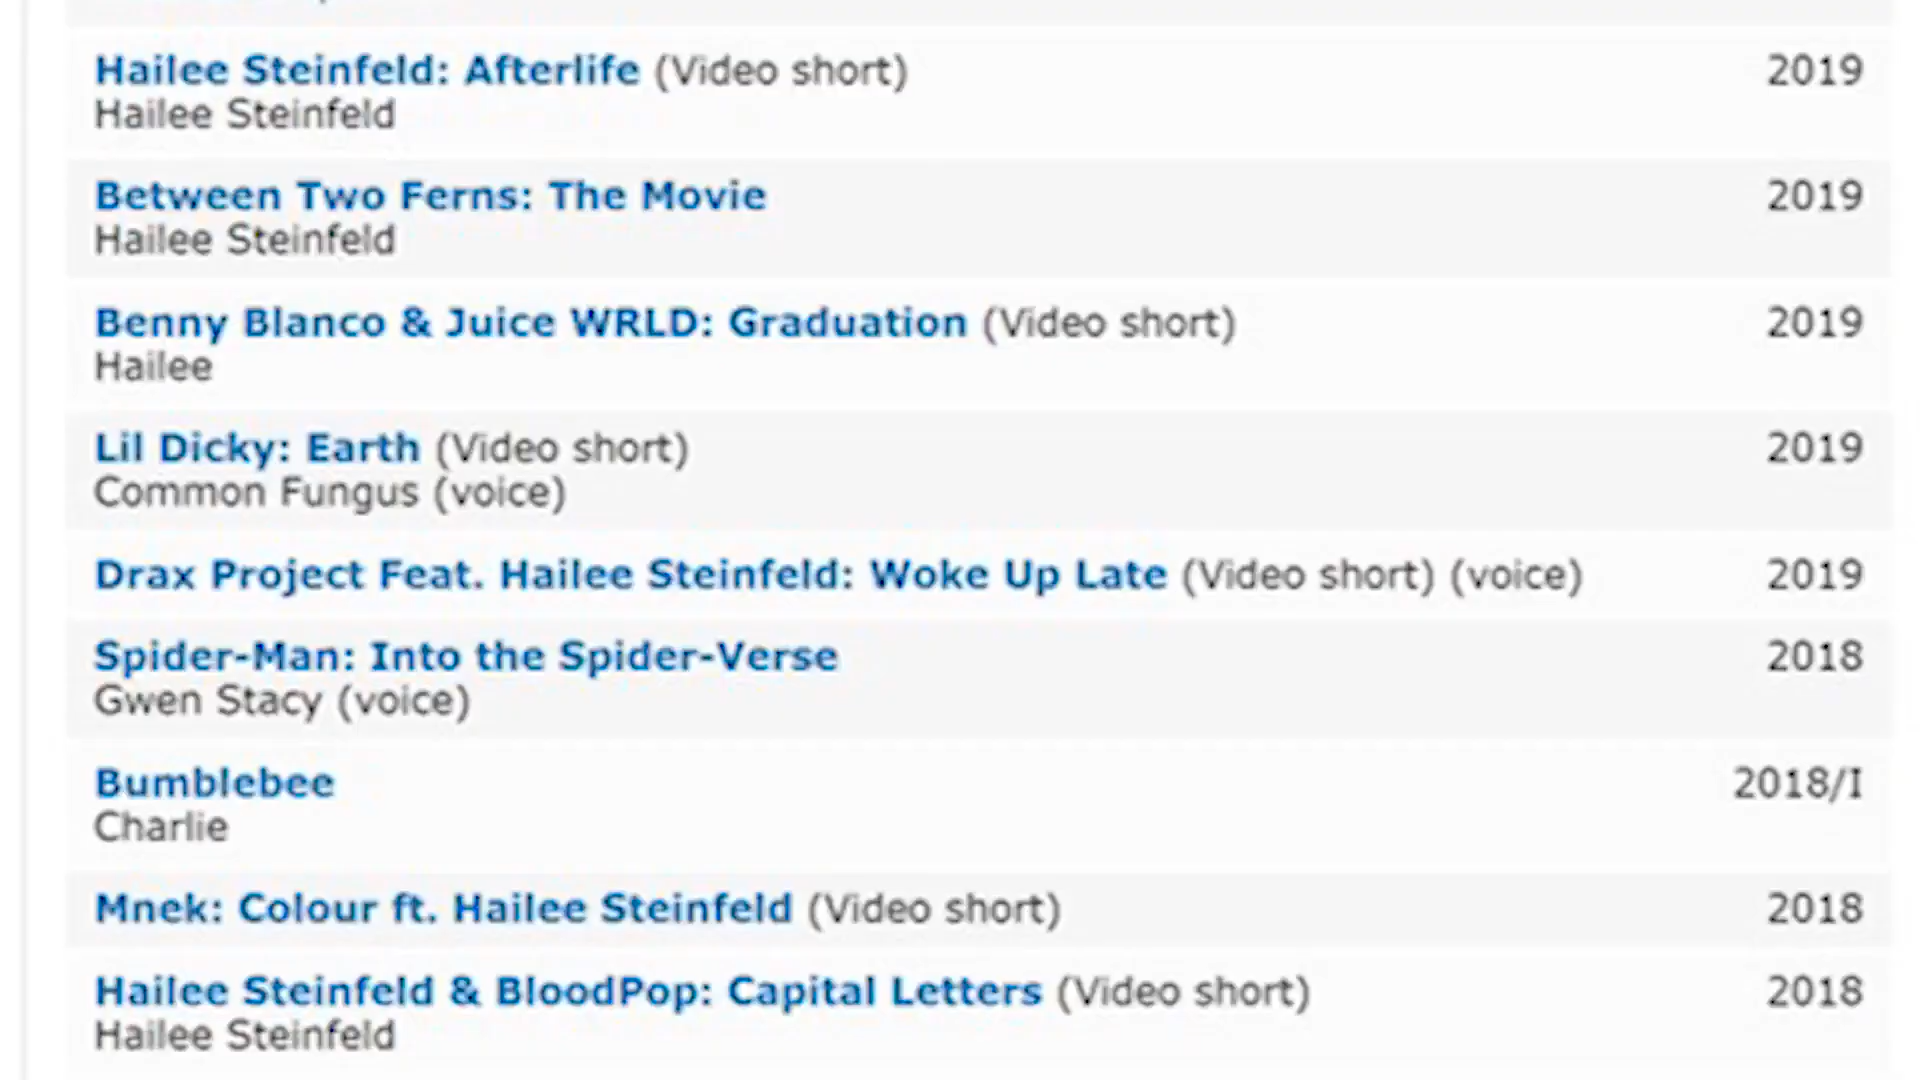 Hailee Steinfeld: Afterlife (Video short) 2019
Hailee Steinfeld
Between Two Ferns: The Movie 2019
Hailee Steinfeld
Benny Blanco & Juice WRLD: Graduation (Video short) 2019
Hailee
Lil Dicky: Earth (Video short) 2019
Common Fungus (voice)
Drax Project Feat. Hailee Steinfeld: Woke Up Late (Video short) (voice) 2019
Spider-Man: Into the Spider-Verse 2018
Gwen Stacy (voice)
Bumblebee 2018/I
Charlie
Mnek: Colour ft. Hailee Steinfeld (Video short) 2018
Hailee Steinfeld & BloodPop: Capital Letters (Video short) 2018
Hailee Steinfeld